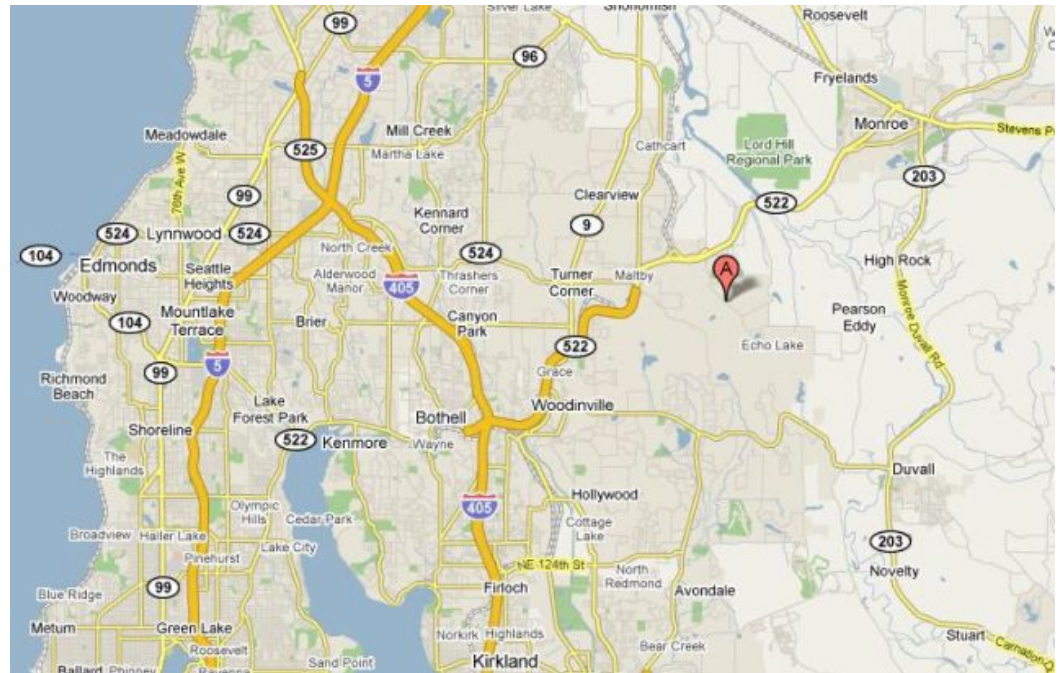 99
Silver Lake
Snohomish
Roosevelt
96
5
Fryelands
Meadowdale
Mill Creek
Monroe
Stevens P
525
Martha Lake
Cathcart
Lord Hill
Regional Park
76th Ave W
99
203
Clearview
522
Kennard
Corner
9
524
Lynnwood
524
104
North Creek
524
Edmonds
Seattle
Heights
Alderwood
Manor
405
Thrashers
Corner
Turner
Corner
Maltby
A
High Rock
Woodway
Mountlake
Terrace
104
Brier
Canyon
Park
Pearson
Eddy
Monroe Duvall Rd
522
Echo Lake
5
99
Grace
Richmond
Beach
Lake
Forest Park
Bothell
Woodinville
Shoreline
522
Kenmore
Wayne
The
Highlands
Duvall
405
Hollywood
Olympic
Hills
Cedar Park
Cottage
Lake
Broadview
Haller Lake
Lake City
203
Pinehurst
NE 124th St
North
Redmond
Novelty
99
Firloch
Avondale
Blue Ridge
Metum
Green Lake
Norkirk
Highlands
Stuart
Roosevelt
Bear Creek
Carnation-D
Sand Point
Kirkland
Ballard
Phinney
Ravenna